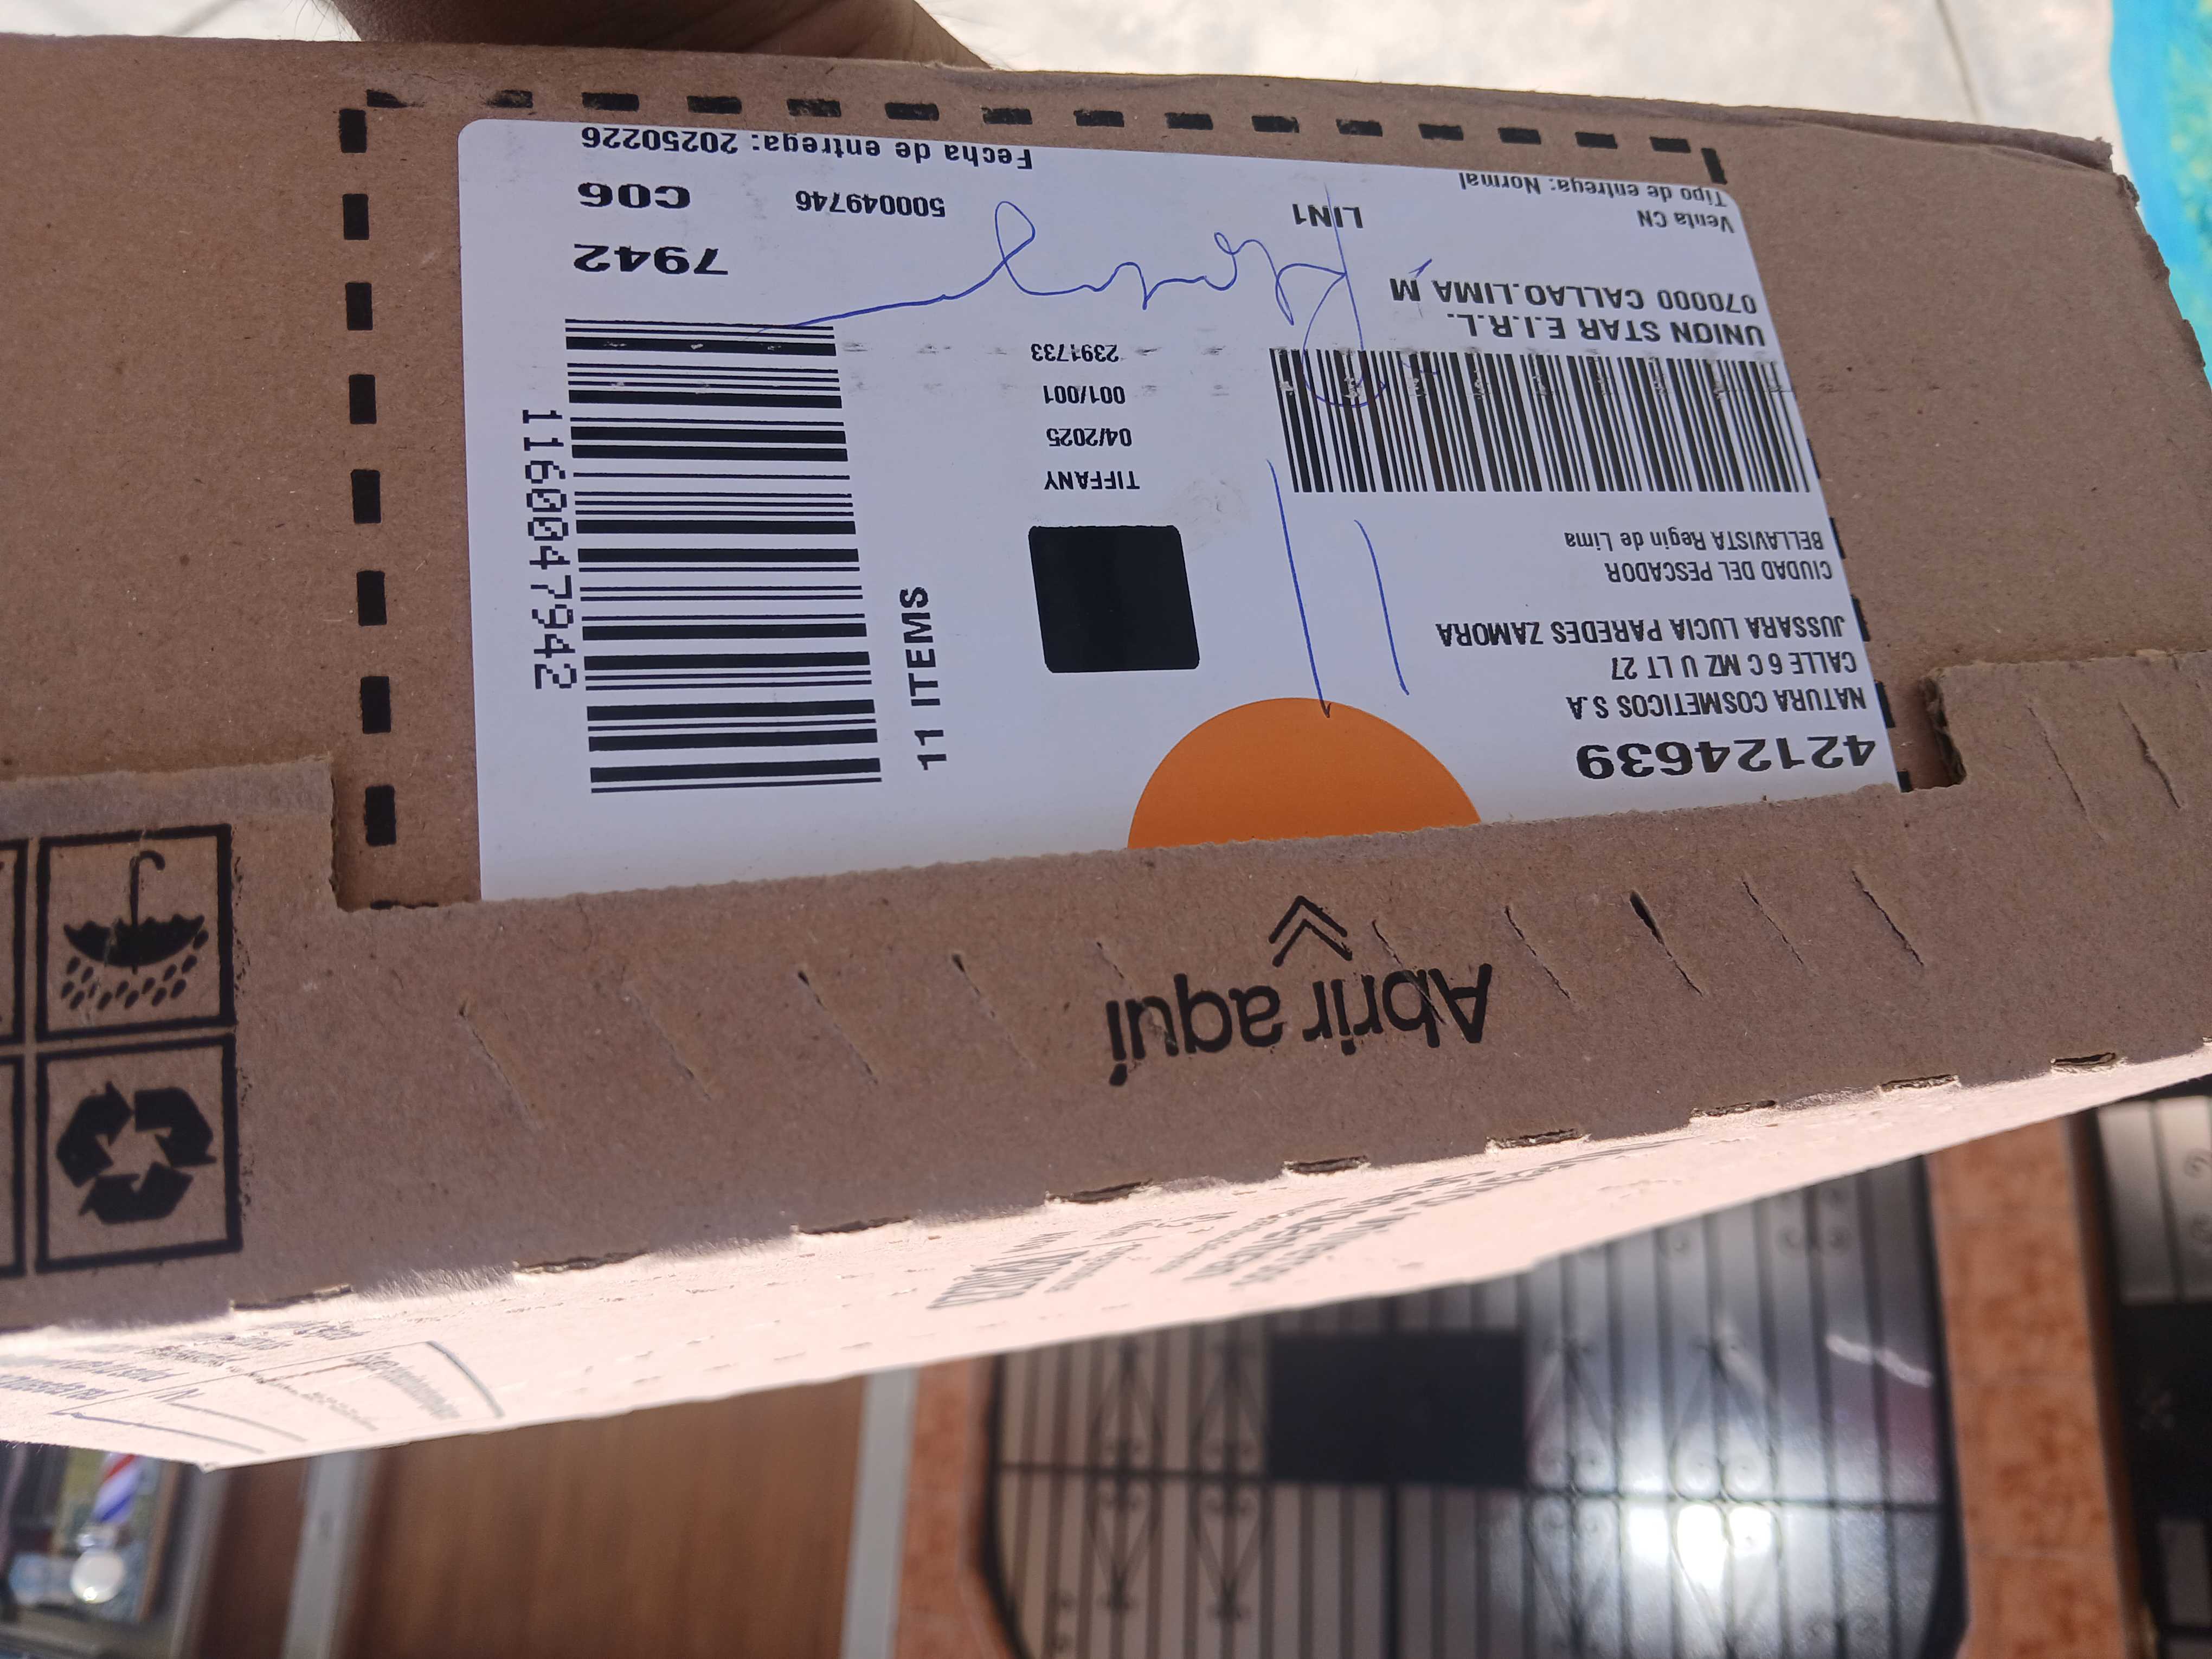 42124639
NATURA COSMETICOS S.A
CALLE 6 C MZ U LT 27
JUSSARA LUCIA PAREDES ZAMORA
CIUDAD DEL PESCADOR
BELLAVISTA Regin de Lima
UNION STAR E.I.R.L.
070000 CALLAO.LIMA M
Venta CN
LIN1
Tipo de entrega: Normal
TIFFANY
04/2025
001/001
2391733
11 ITEMS
1160047942
7942
500049746
C06
Fecha de entrega: 20250226
Abrir aquí